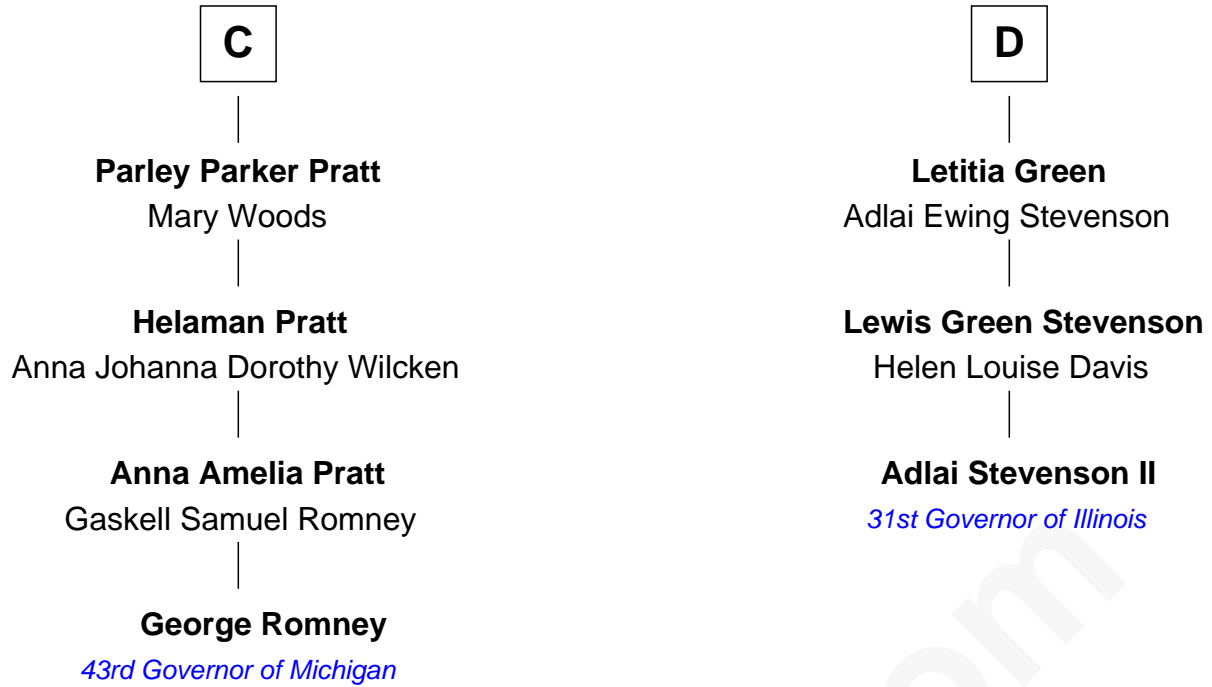 C
Parley Parker Pratt
Mary Woods
Helaman Pratt
Anna Johanna Dorothy Wilcken
Anna Amelia Pratt
Gaskell Samuel Romney
George Romney
43rd Governor of Michigan
D
Letitia Green
Adlai Ewing Stevenson
Lewis Green Stevenson
Helen Louise Davis
Adlai Stevenson II
31st Governor of Illinois
om